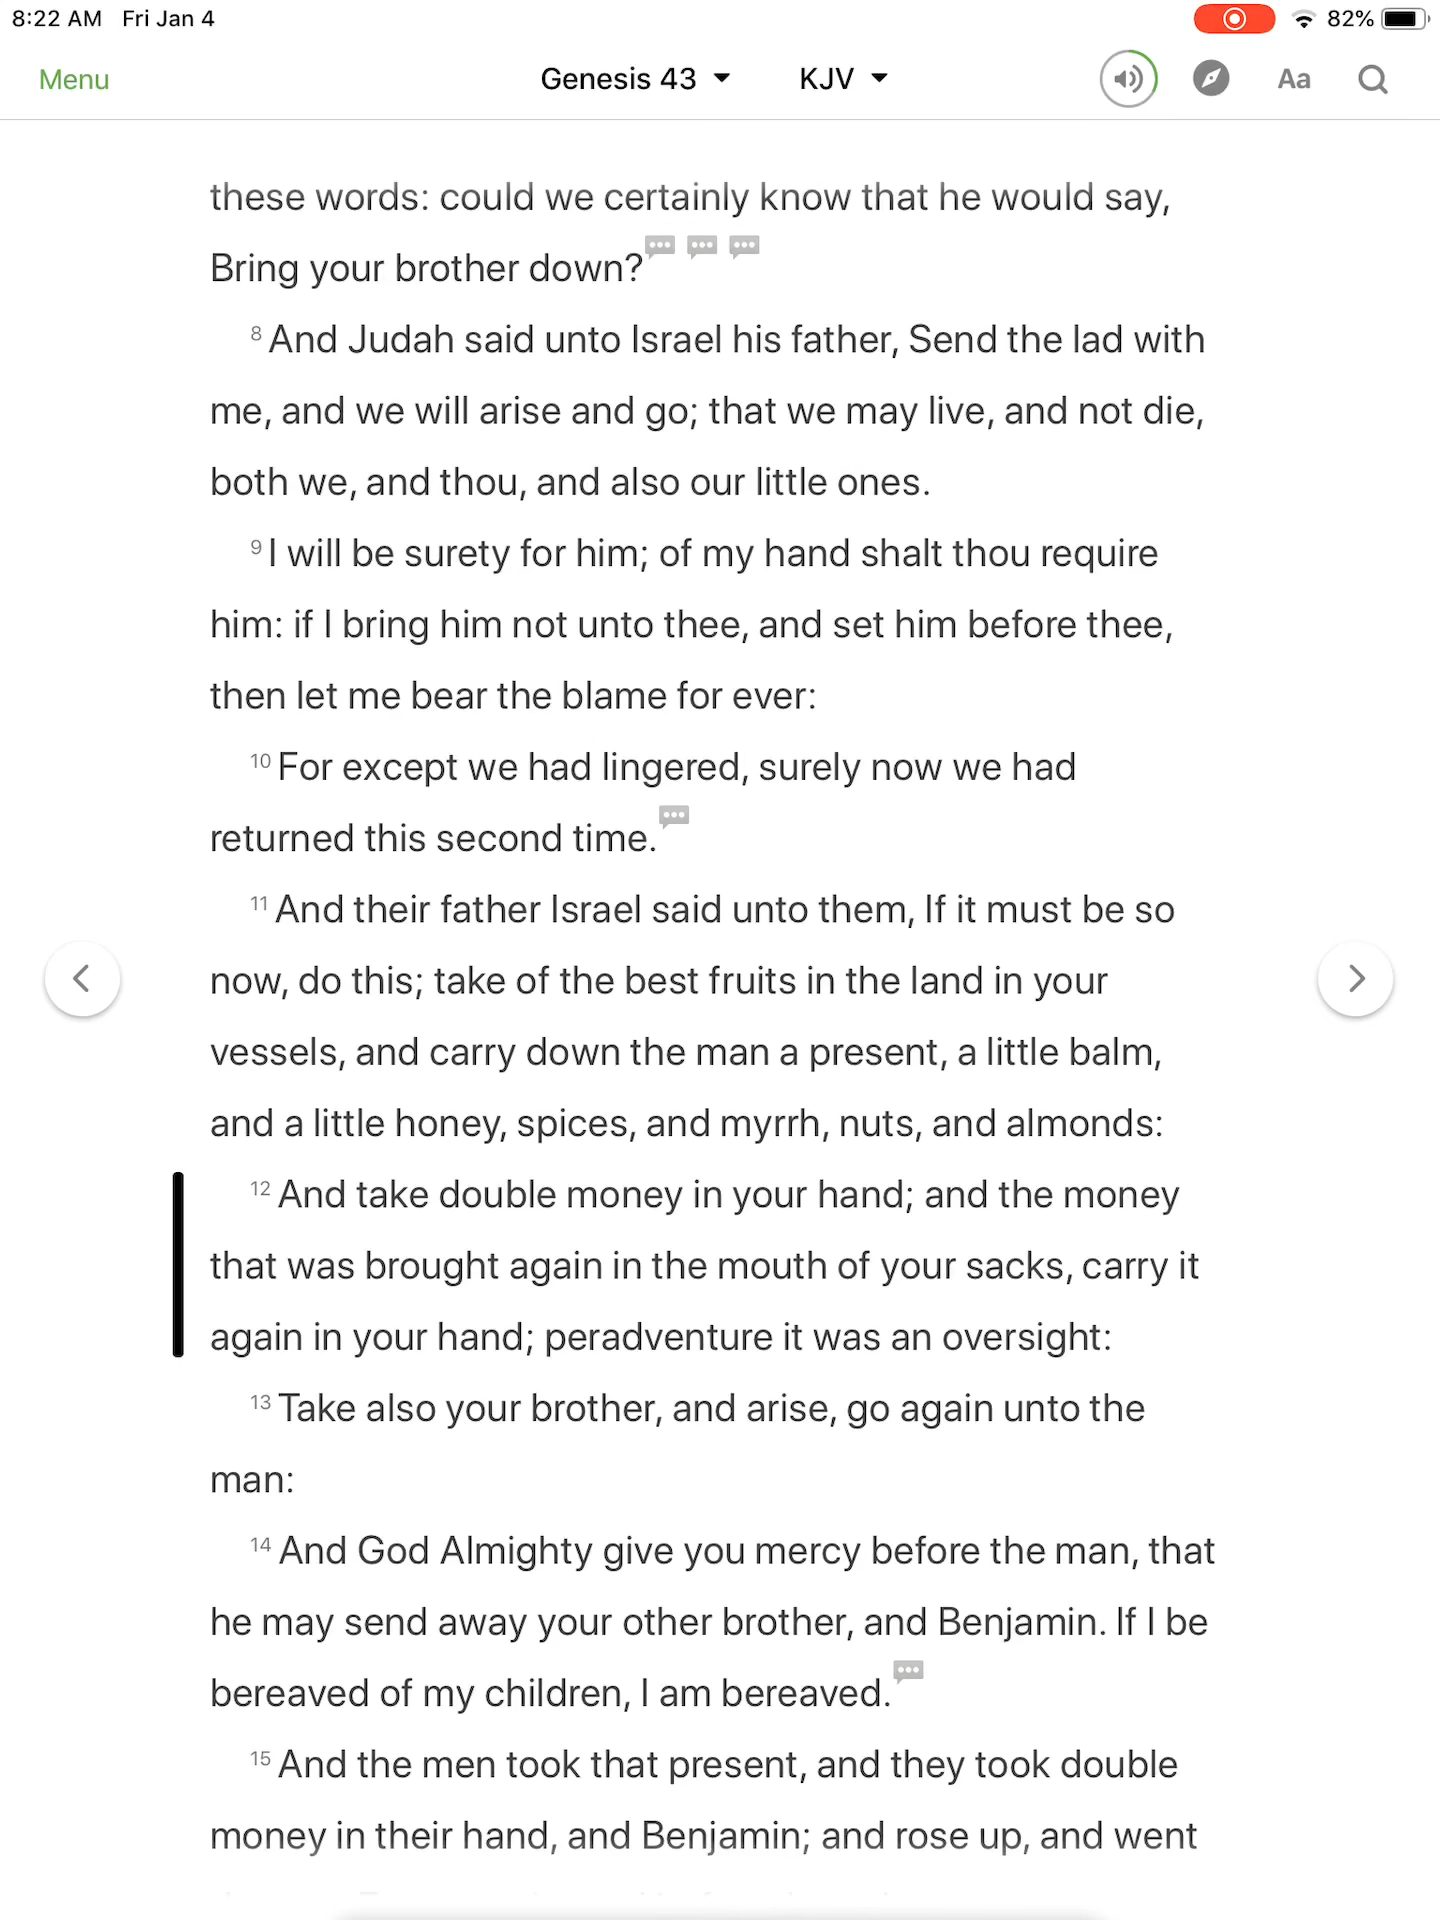 8:22 AM Fri Jan 4 82%
Menu Genesis 43 KJV Aa
these words: could we certainly know that he would say,
Bring your brother down?
8 And Judah said unto Israel his father, Send the lad with
me, and we will arise and go; that we may live, and not die,
both we, and thou, and also our little ones.
9 I will be surety for him; of my hand shalt thou require
him: if I bring him not unto thee, and set him before thee,
then let me bear the blame for ever:
10 For except we had lingered, surely now we had
returned this second time.
11 And their father Israel said unto them, If it must be so
now, do this; take of the best fruits in the land in your
vessels, and carry down the man a present, a little balm,
and a little honey, spices, and myrrh, nuts, and almonds:
12 And take double money in your hand; and the money
that was brought again in the mouth of your sacks, carry it
again in your hand; peradventure it was an oversight:
13 Take also your brother, and arise, go again unto the
man:
14 And God Almighty give you mercy before the man, that
he may send away your other brother, and Benjamin. If I be
bereaved of my children, I am bereaved.
15 And the men took that present, and they took double
money in their hand, and Benjamin; and rose up, and went